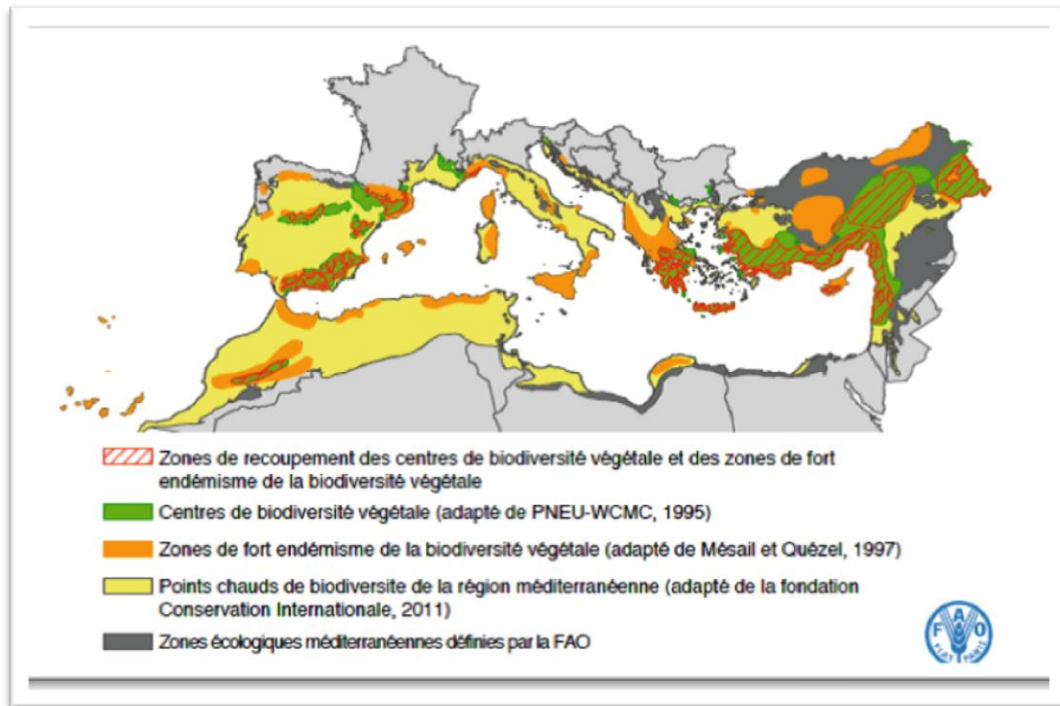 Zones de recoupement des centres de biodiversité végétale et des zones de fort
endémisme de la biodiversité végétale
Centres de biodiversité végétale (adapté de PNEU-WCMC, 1995)
Zones de fort endémisme de la biodiversité végétale (adapté de Mésail et Quézel, 1997)
Points chauds de biodiversite de la région méditerranéenne (adapté de la fondation
Conservation Internationale, 2011)
Zones écologiques méditerranéennes définies par la FAO
F A O
FIAT PANIS